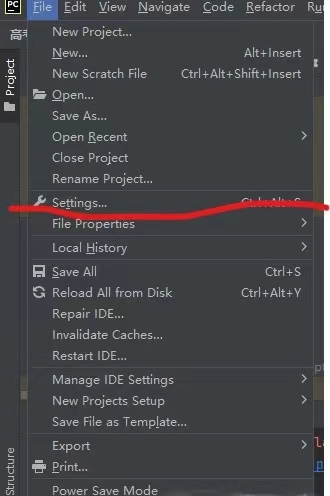 PC File Edit View Navigate Code Refactor
New Project...
New... Alt+Insert
New Scratch File Ctrl+Alt+Shift+Insert
Open...
Save As...
Open Recent
Close Project
Rename Project...
Settings... Ctrl+Alt+S
File Properties
Local History
Save All Ctrl+S
Reload All from Disk Ctrl+Alt+Y
Repair IDE...
Invalidate Caches...
Restart IDE...
Manage IDE Settings
New Projects Setup
Save File as Template...
Export
Print...
Power Save Mode
Project
Structure